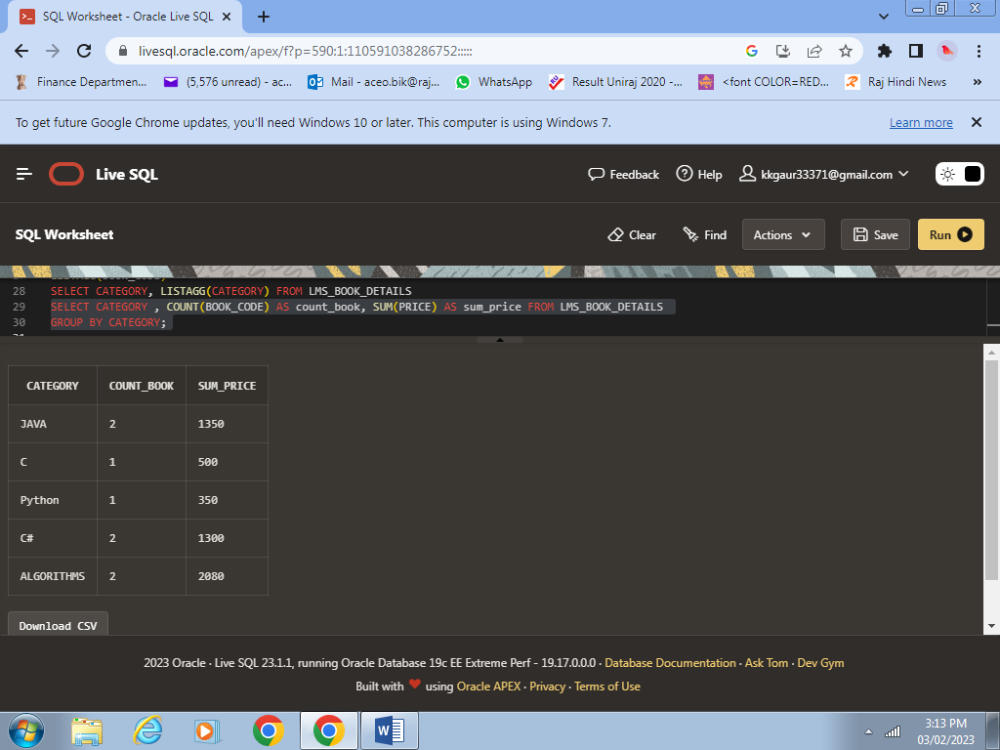 SQL Worksheet - Oracle Live SQL
livesql.oracle.com/apex/f?p=590:1:110591038286752:::::
Finance Departmen... (5,576 unread) - ac... Mail - aceo.bik@raj... WhatsApp Result Uniraj 2020 -... <font COLOR=RED... Raj Hindi News »
To get future Google Chrome updates, you'll need Windows 10 or later. This computer is using Windows 7. Learn more
Live SQL Feedback Help kkgaur33371@gmail.com
SQL Worksheet Clear Find Actions Save Run
28 SELECT CATEGORY, LISTAGG(CATEGORY) FROM LMS_BOOK_DETAILS
29 SELECT CATEGORY , COUNT(BOOK_CODE) AS count_book, SUM(PRICE) AS sum_price FROM LMS_BOOK_DETAILS
30 GROUP BY CATEGORY;
CATEGORY COUNT_BOOK SUM_PRICE
JAVA 2 1350
C 1 500
Python 1 350
C# 2 1300
ALGORITHMS 2 2080
Download CSV
2023 Oracle · Live SQL 23.1.1, running Oracle Database 19c EE Extreme Perf - 19.17.0.0.0 · Database Documentation · Ask Tom · Dev Gym
Built with ❤ using Oracle APEX · Privacy · Terms of Use
3:13 PM
03/02/2023